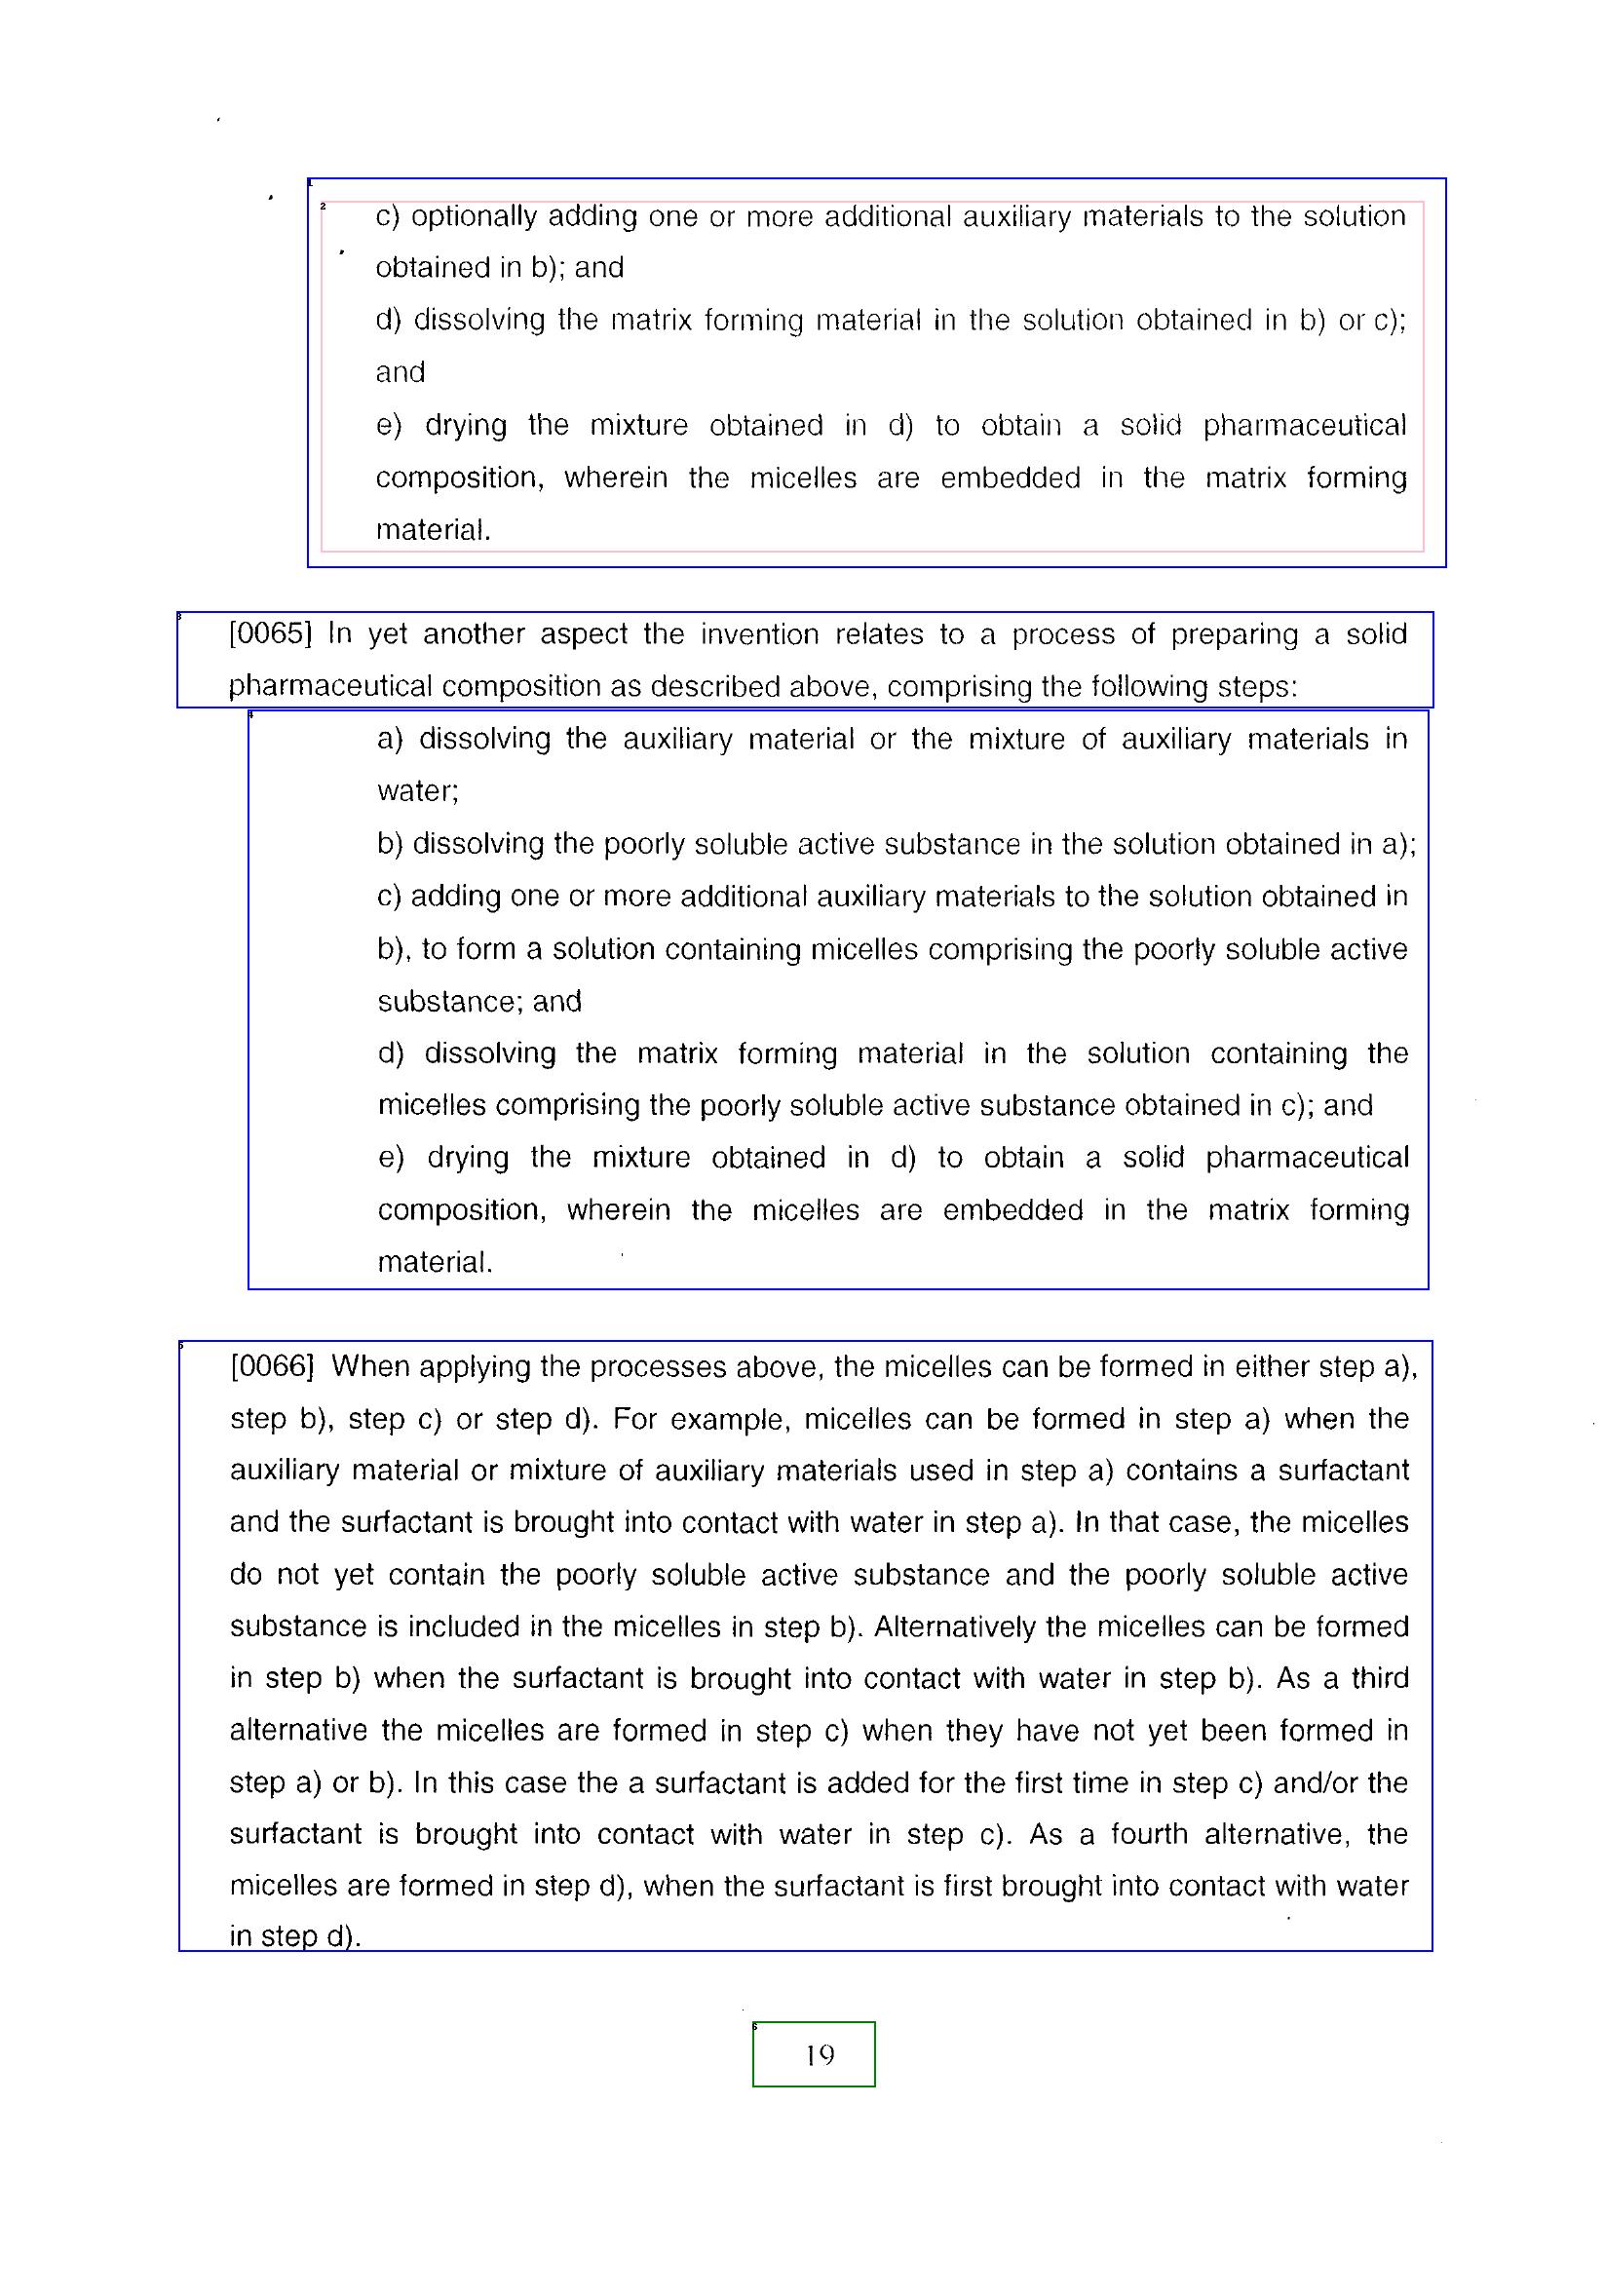 c) optionally adding one or more additional auxiliary materials to the solution
obtained in b); and
d) dissolving the matrix forming material in the solution obtained in b) or c);
and
e) drying the mixture obtained in d) to obtain a solid pharmaceutical
composition, wherein the micelles are embedded in the matrix forming
material.
[0065] In yet another aspect the invention relates to a process of preparing a solid
pharmaceutical composition as described above, comprising the following steps:
a) dissolving the auxiliary material or the mixture of auxiliary materials in
water;
b) dissolving the poorly soluble active substance in the solution obtained in a);
c) adding one or more additional auxiliary materials to the solution obtained in
b), to form a solution containing micelles comprising the poorly soluble active
substance; and
d) dissolving the matrix forming material in the solution containing the
micelles comprising the poorly soluble active substance obtained in c); and
e) drying the mixture obtained in d) to obtain a solid pharmaceutical
composition, wherein the micelles are embedded in the matrix forming
material.
[0066] When applying the processes above, the micelles can be formed in either step a),
step b), step c) or step d). For example, micelles can be formed in step a) when the
auxiliary material or mixture of auxiliary materials used in step a) contains a surfactant
and the surfactant is brought into contact with water in step a). In that case, the micelles
do not yet contain the poorly soluble active substance and the poorly soluble active
substance is included in the micelles in step b). Alternatively the micelles can be formed
in step b) when the surfactant is brought into contact with water in step b). As a third
alternative the micelles are formed in step c) when they have not yet been formed in
step a) or b). In this case the a surfactant is added for the first time in step c) and/or the
surfactant is brought into contact with water in step c). As a fourth alternative, the
micelles are formed in step d), when the surfactant is first brought into contact with water
in step d).
19